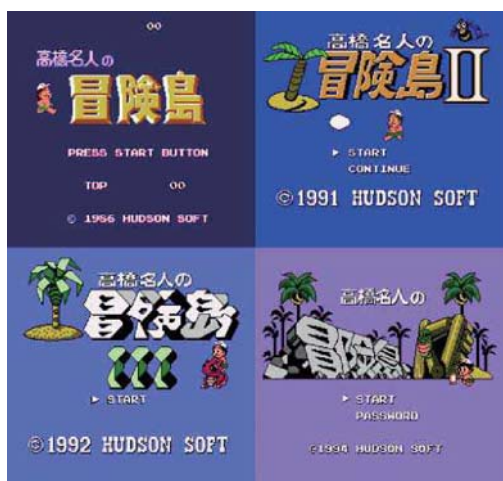 00
高橋名人の
冒険島
PRESS START BUTTON
TOP 00
© 1956 HUDSON SOFT
高橋名人の
冒険島II
▶ START
CONTINUE
©1991 HUDSON SOFT
高橋名人の
冒険島
III
▶ START
©1992 HUDSON SOFT
高橋名人の
冒険島
▶ START
PASSWORD
©1994 HUDSON SOFT